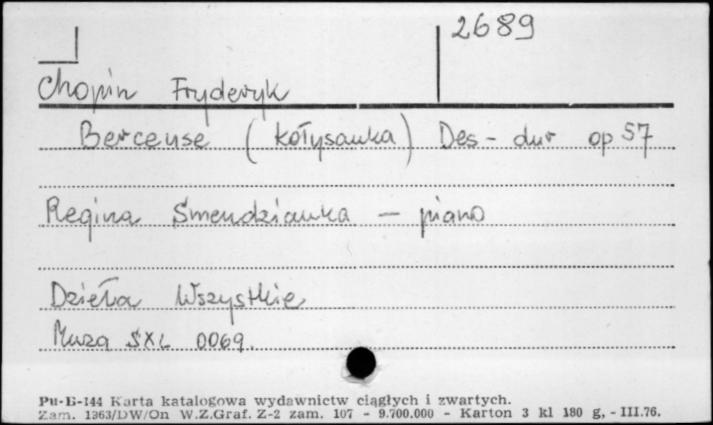 2689
Chopin Fryderyk
Berceuse (kołysanka) Des-dur op 57
Regina Smendzianka - piano
Dzieła Wszystkie
Muza SXL 0069.
Pu-B-144 Karta katalogowa wydawnictw ciągłych i zwartych.
Zam. 1363/DW/On W.Z.Graf. Z-2 zam. 107 - 9.700.000 - Karton 3 kl 180 g, - III.76.